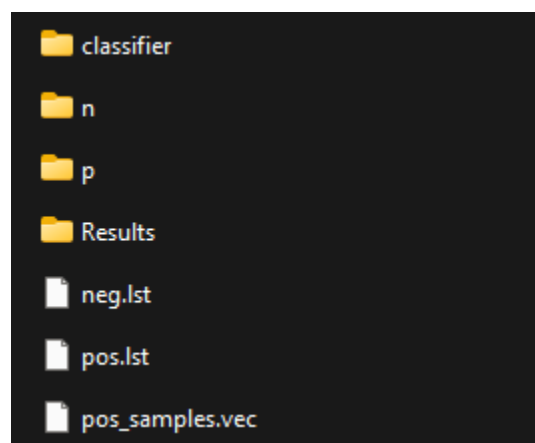 classifier
n
p
Results
neg.lst
pos.lst
pos_samples.vec